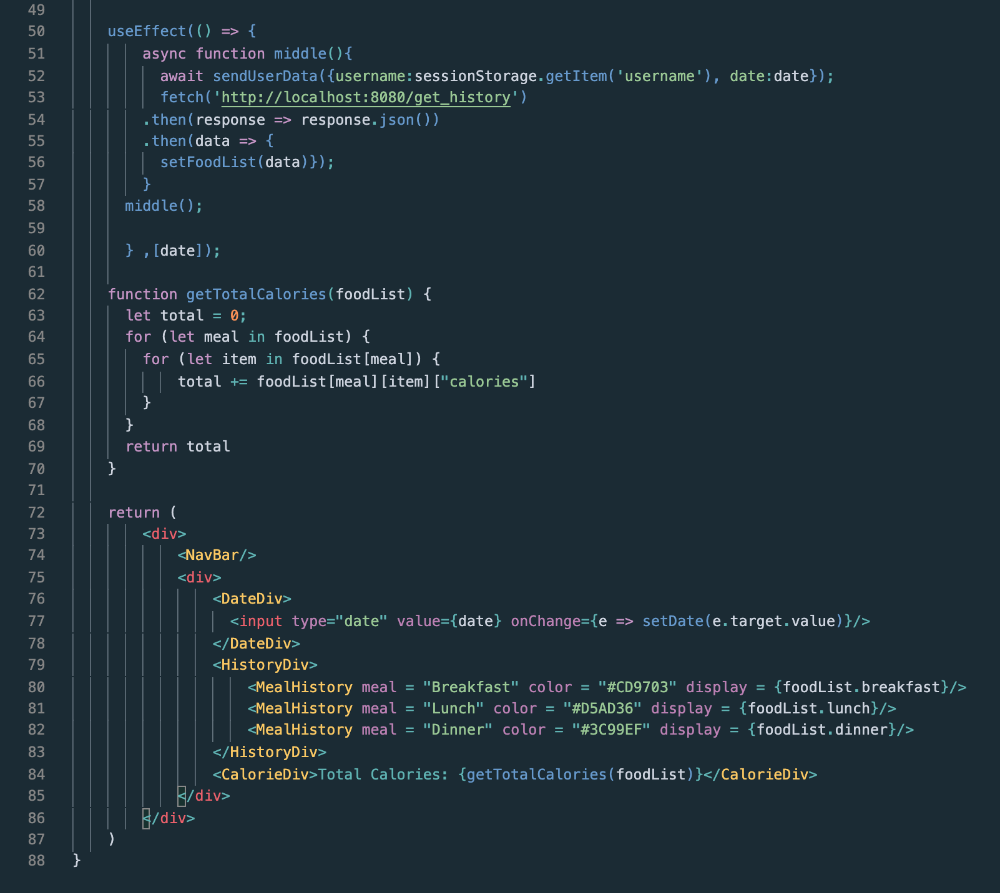 49
50 useEffect(() => {
51 async function middle(){
52 await sendUserData({username:sessionStorage.getItem('username'), date:date});
53 fetch('http://localhost:8080/get_history')
54 .then(response => response.json())
55 .then(data => {
56 setFoodList(data)});
57 }
58 middle();
59
60 } ,[date]);
61
62 function getTotalCalories(foodList) {
63 let total = 0;
64 for (let meal in foodList) {
65 for (let item in foodList[meal]) {
66 total += foodList[meal][item]["calories"]
67 }
68 }
69 return total
70 }
71
72 return (
73 <div>
74 <NavBar/>
75 <div>
76 <DateDiv>
77 <input type="date" value={date} onChange={e => setDate(e.target.value)}/>
78 </DateDiv>
79 <HistoryDiv>
80 <MealHistory meal = "Breakfast" color = "#CD9703" display = {foodList.breakfast}/>
81 <MealHistory meal = "Lunch" color = "#D5AD36" display = {foodList.lunch}/>
82 <MealHistory meal = "Dinner" color = "#3C99EF" display = {foodList.dinner}/>
83 </HistoryDiv>
84 <CalorieDiv>Total Calories: {getTotalCalories(foodList)}</CalorieDiv>
85 </div>
86 </div>
87 )
88 }